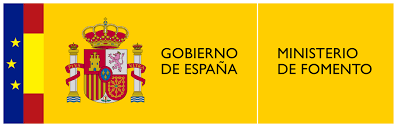 GOBIERNO
DE ESPAÑA
MINISTERIO
DE FOMENTO